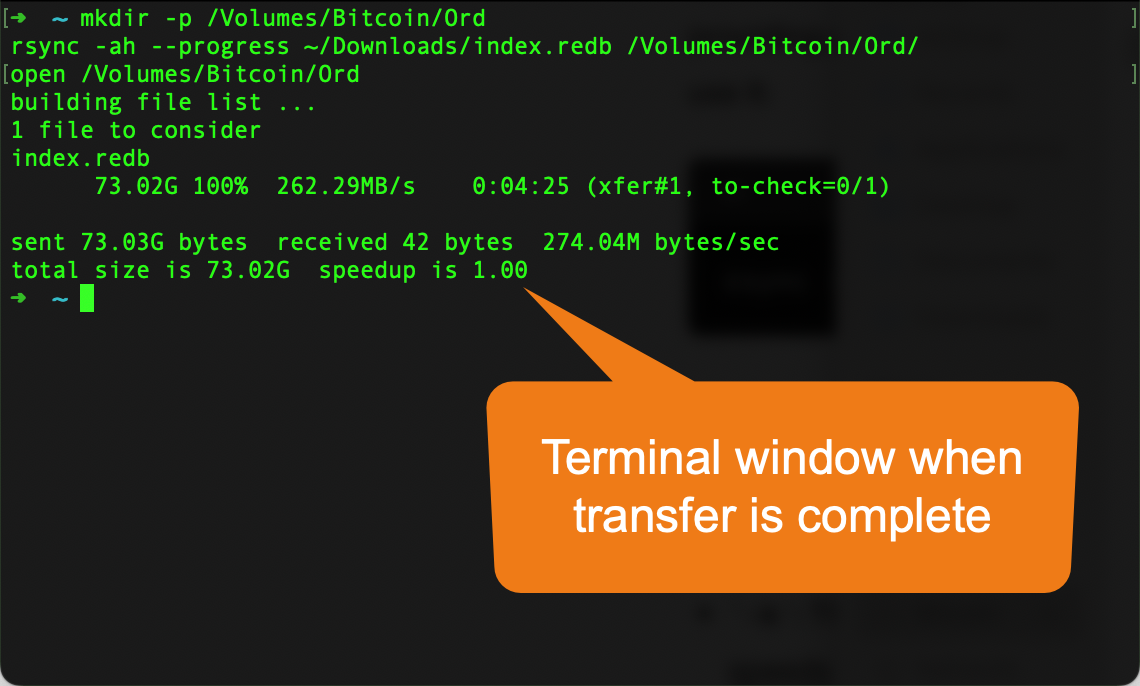 [➜  ~ mkdir -p /Volumes/Bitcoin/Ord ]
rsync -ah --progress ~/Downloads/index.redb /Volumes/Bitcoin/Ord/
[open /Volumes/Bitcoin/Ord ]
building file list ...
1 file to consider
index.redb
73.02G 100%  262.29MB/s    0:04:25 (xfer#1, to-check=0/1)
sent 73.03G bytes  received 42 bytes  274.04M bytes/sec
total size is 73.02G  speedup is 1.00
➜  ~
Terminal window when
transfer is complete